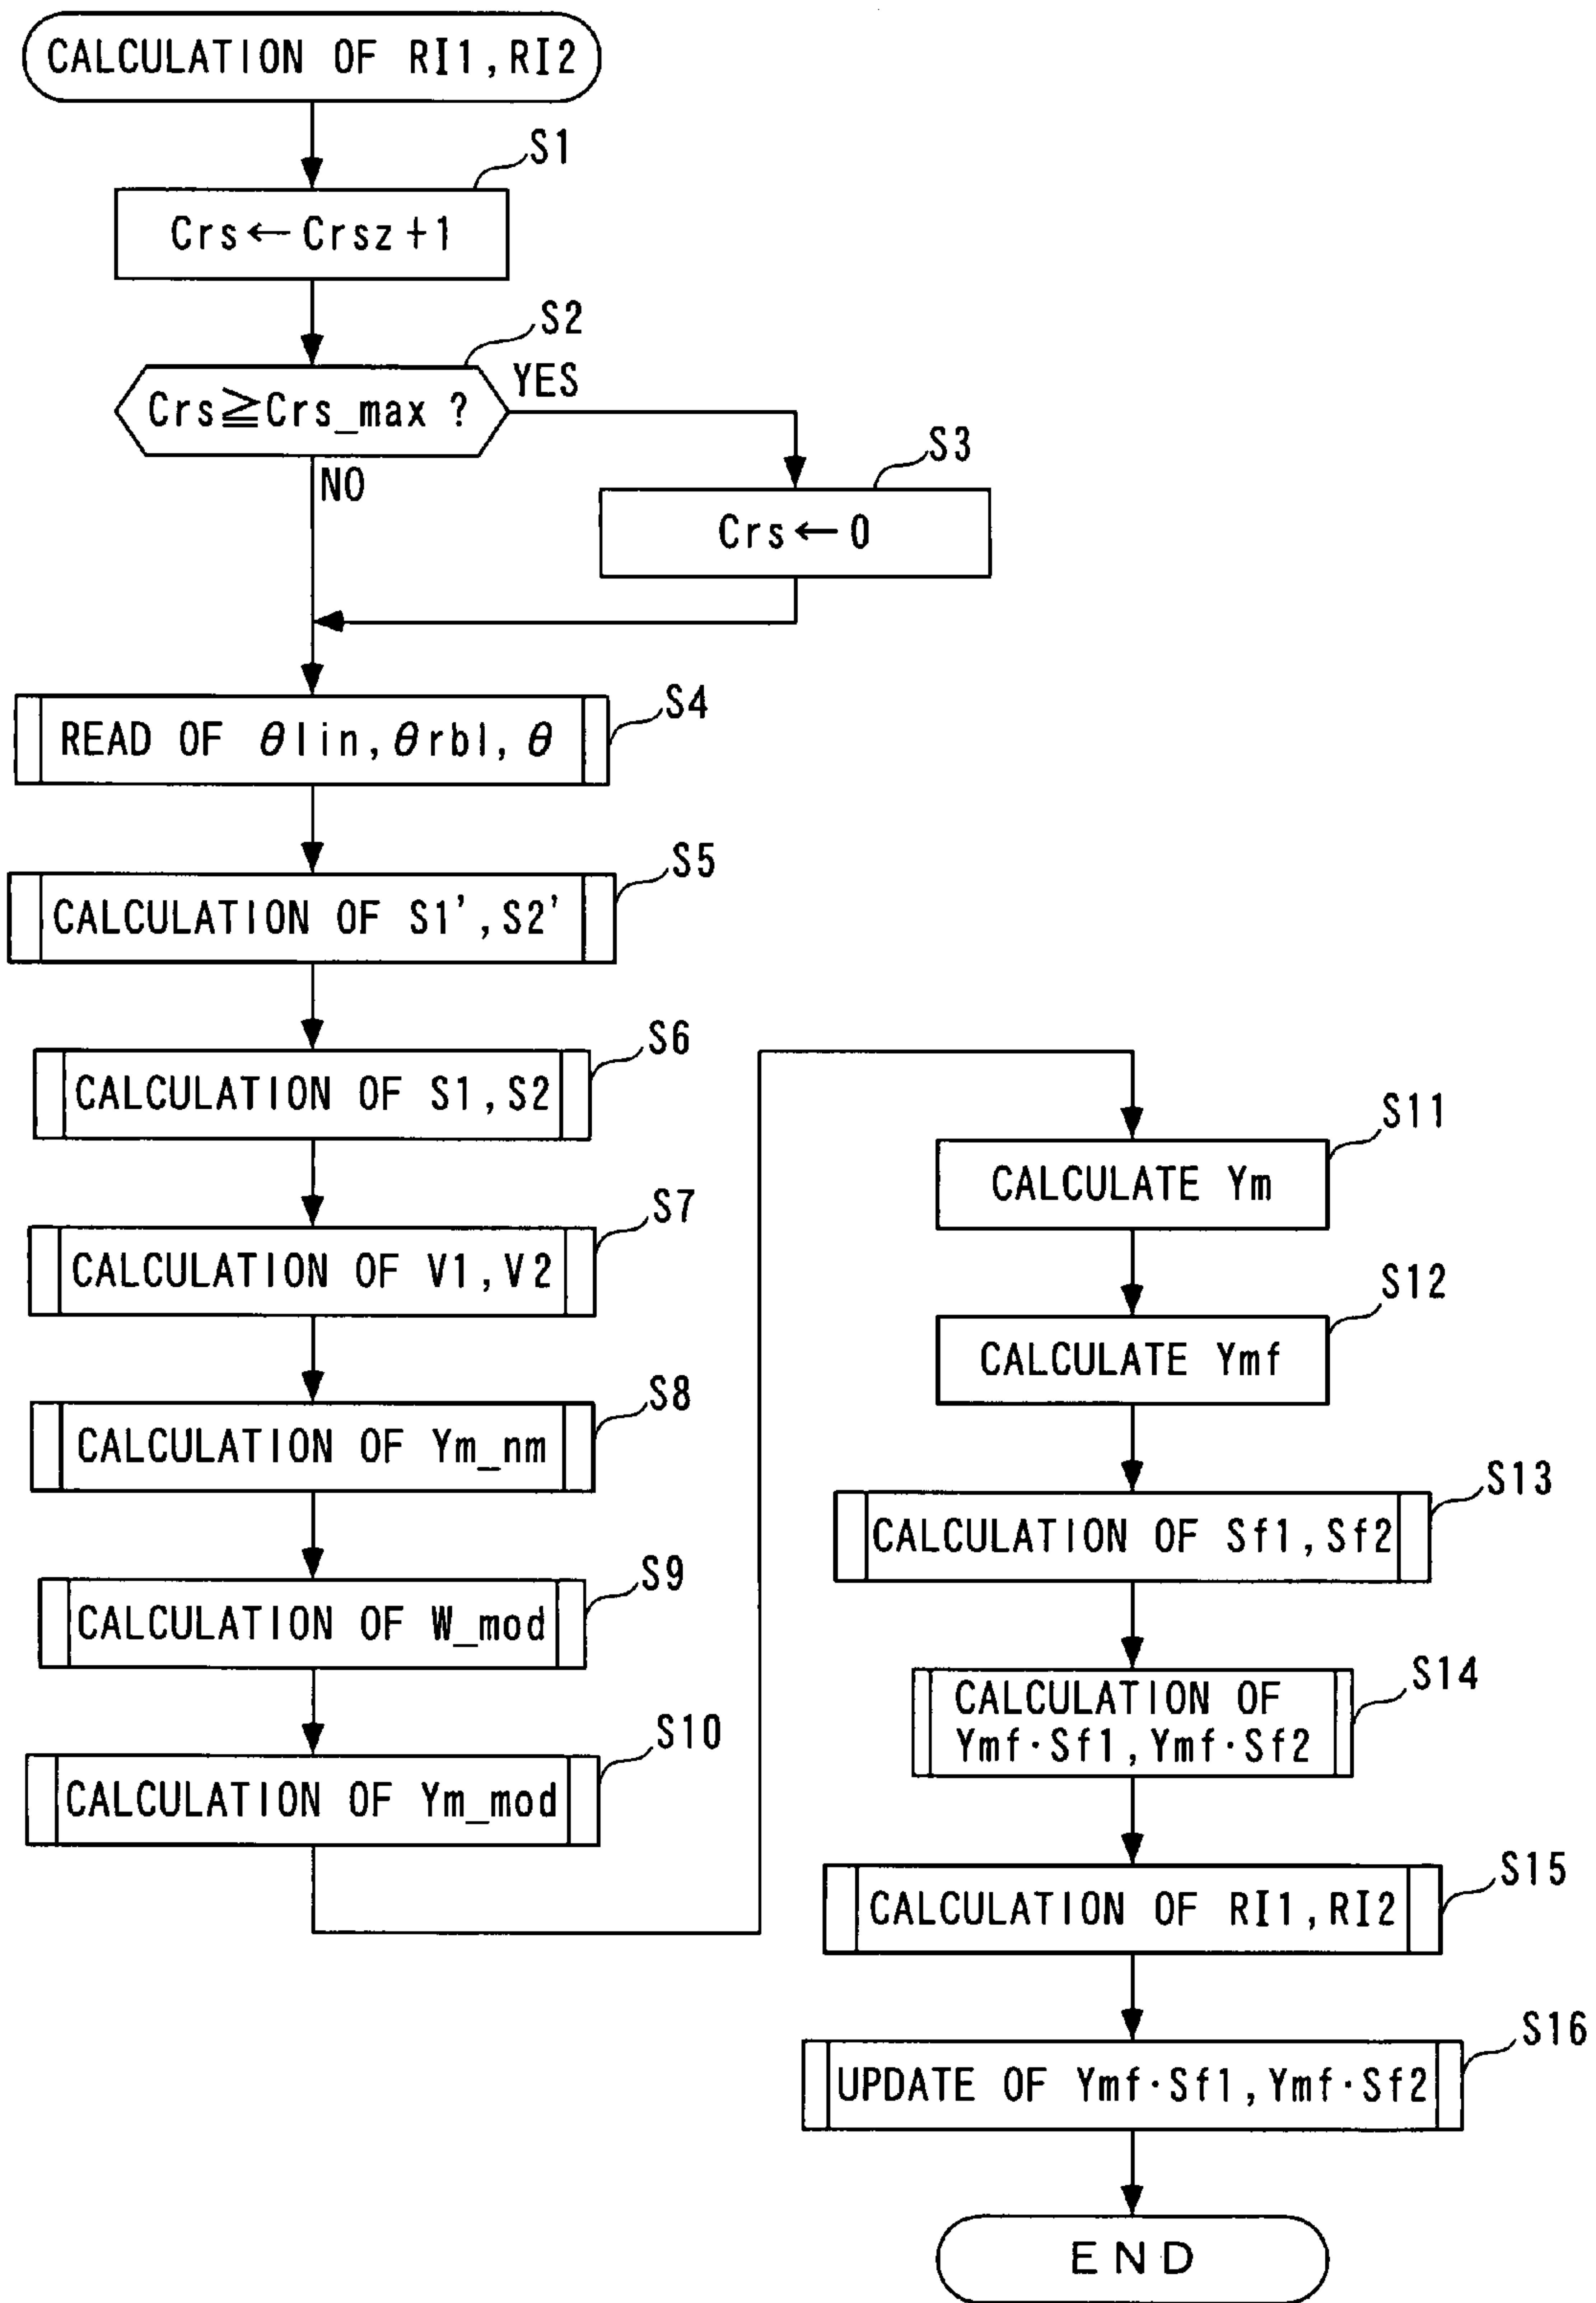 CALCULATION OF RI1,RI2
S1
Crs←Crsz+1
S2
Crs≧Crs_max ?
YES
NO
S3
Crs←0
S4
READ OF θlin,θrbl,θ
S5
CALCULATION OF S1',S2'
S6
CALCULATION OF S1,S2
S7
CALCULATION OF V1,V2
S8
CALCULATION OF Ym_nm
S9
CALCULATION OF W_mod
S10
CALCULATION OF Ym_mod
S11
CALCULATE Ym
S12
CALCULATE Ymf
S13
CALCULATION OF Sf1,Sf2
S14
CALCULATION OF
Ymf·Sf1,Ymf·Sf2
S15
CALCULATION OF RI1,RI2
S16
UPDATE OF Ymf·Sf1,Ymf·Sf2
END